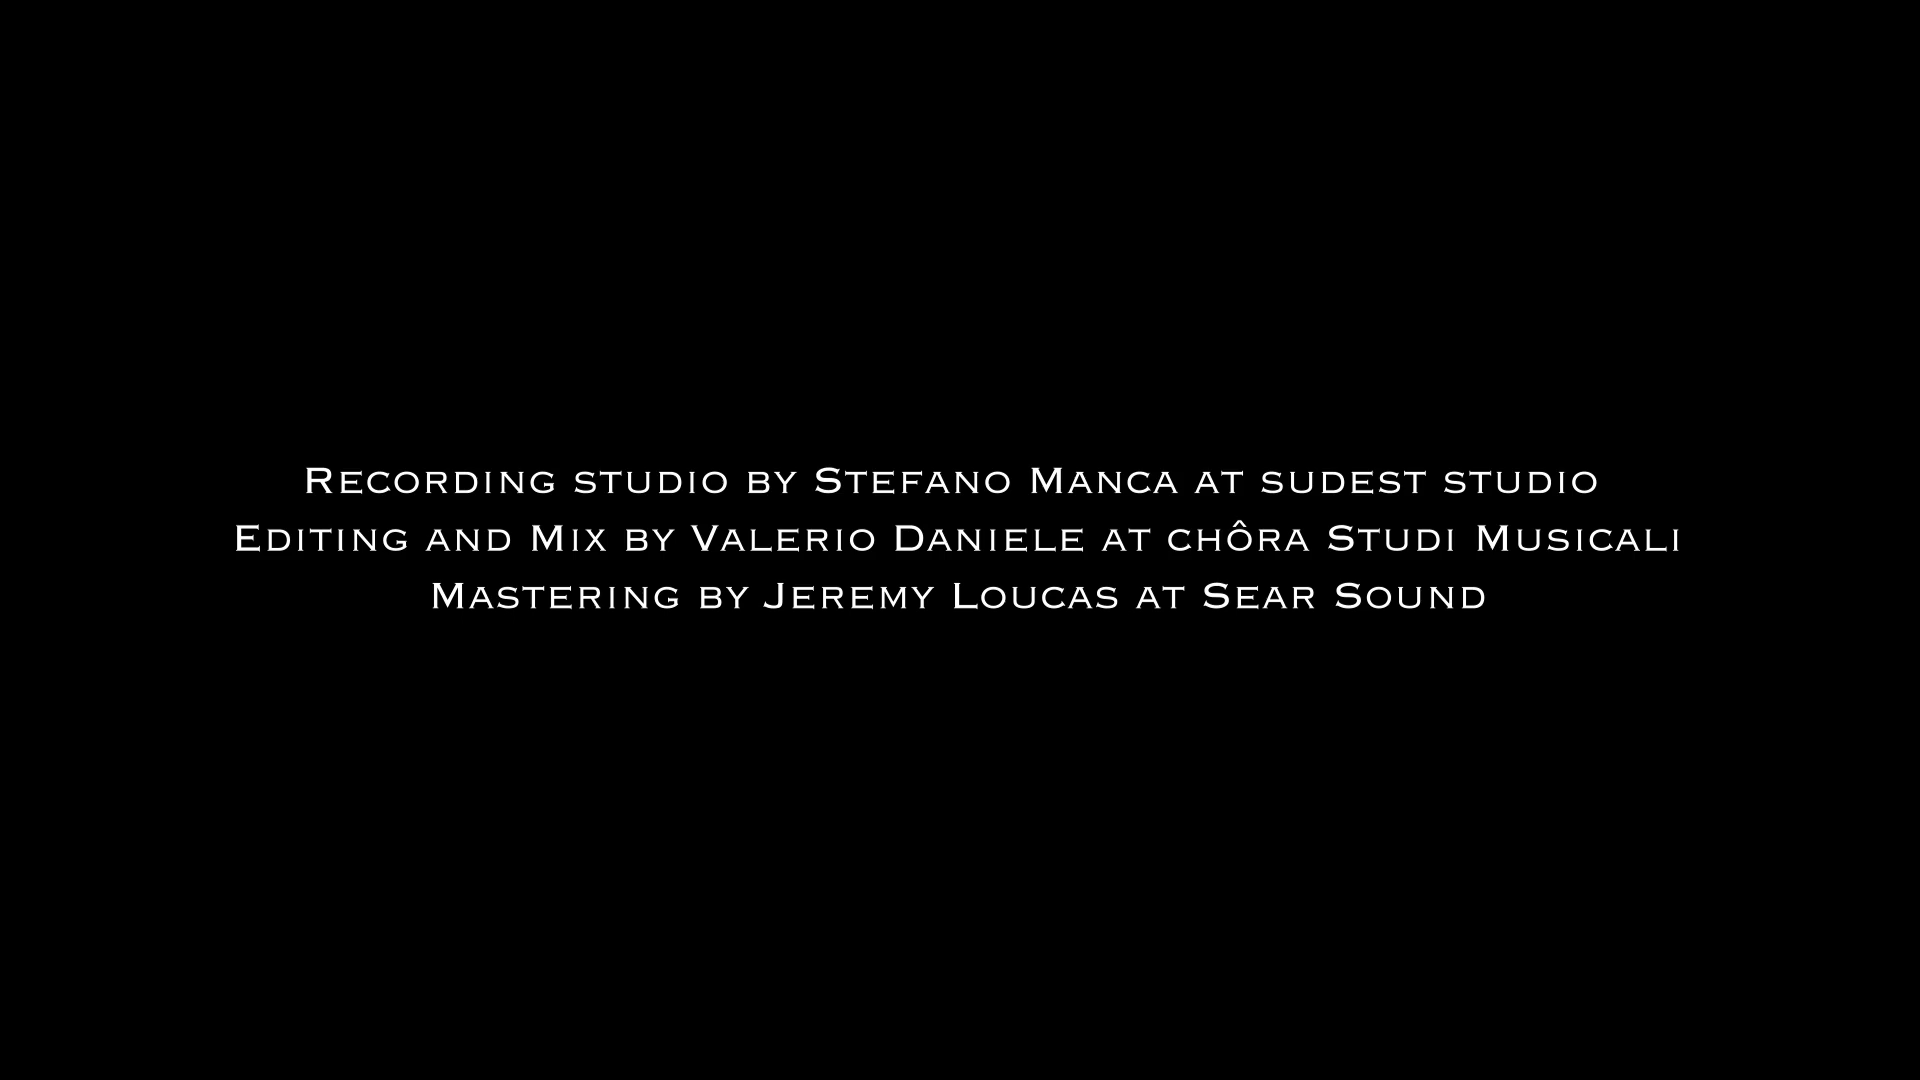 Recording studio by Stefano Manca at sudest studio
Editing and Mix by Valerio Daniele at chôra Studi Musicali
Mastering by Jeremy Loucas at Sear Sound